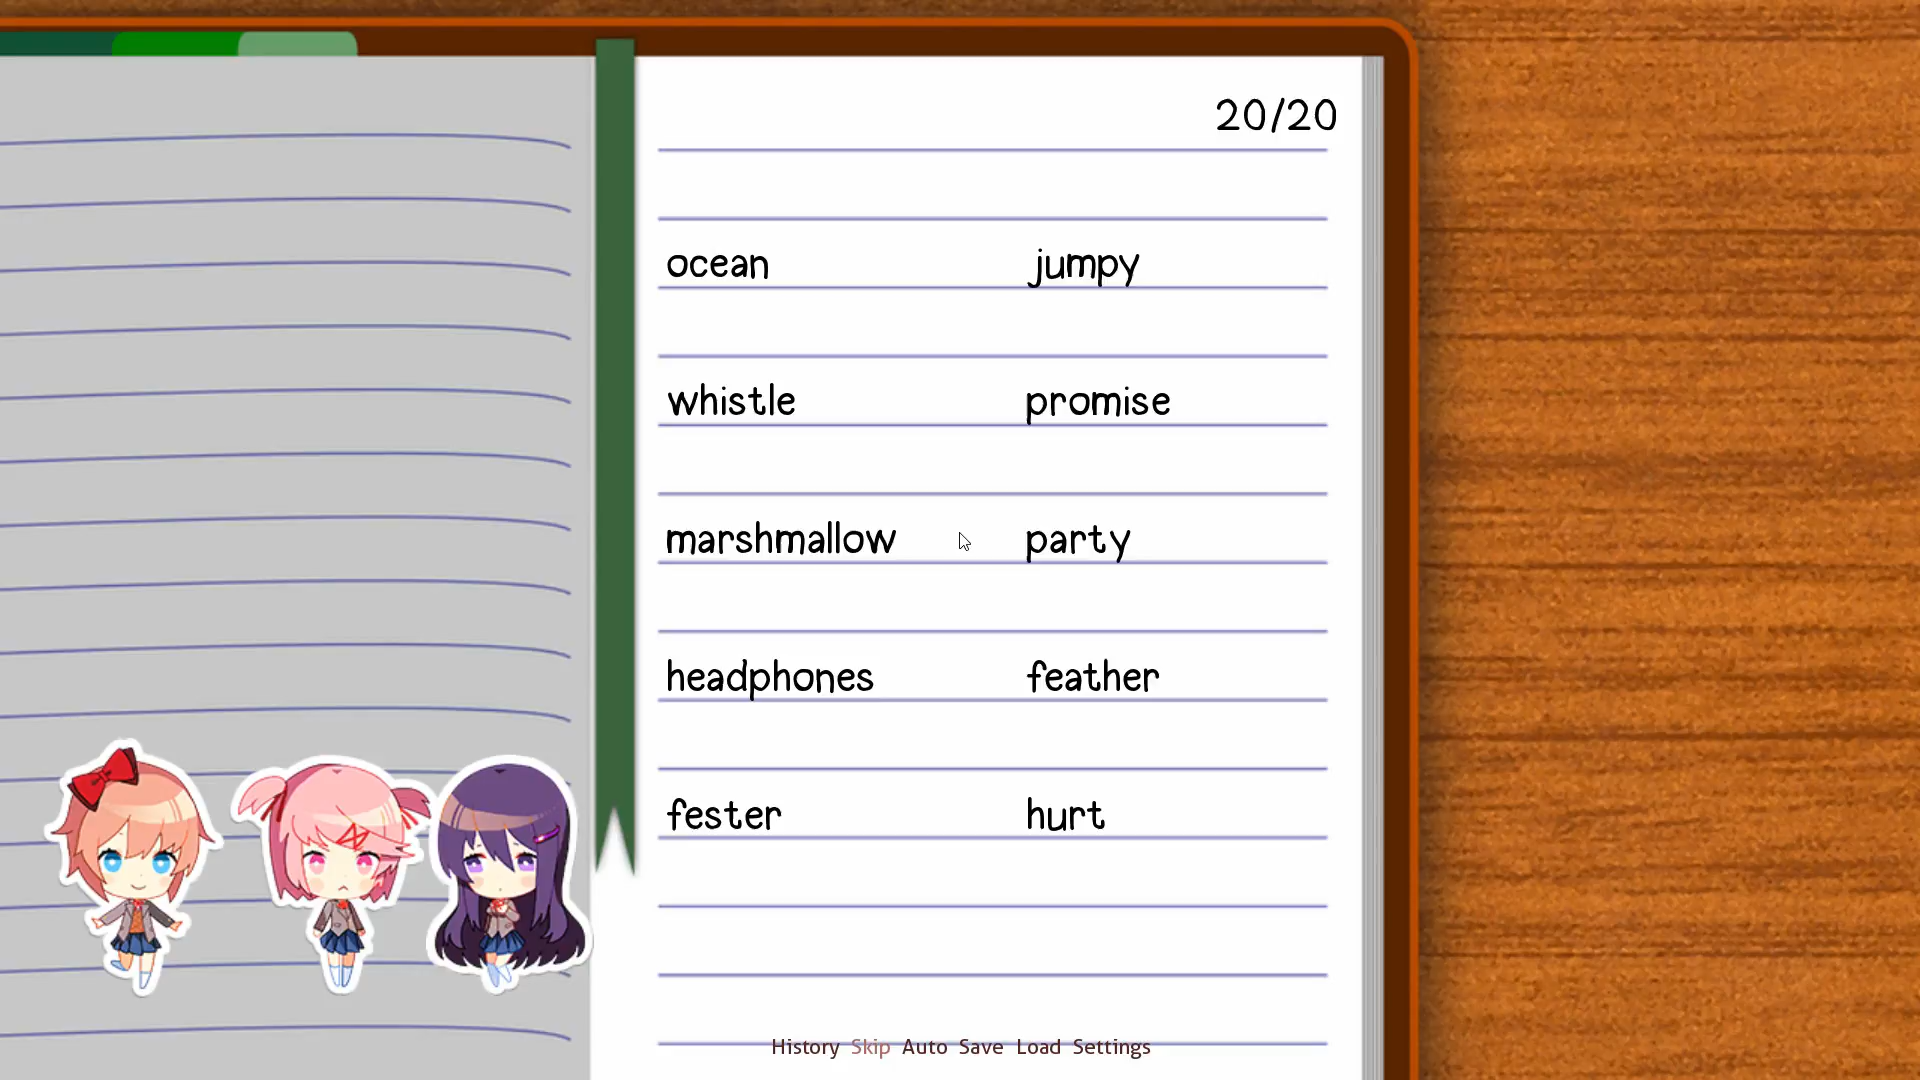 20/20
ocean jumpy
whistle promise
marshmallow party
headphones feather
fester hurt
History Skip Auto Save Load Settings